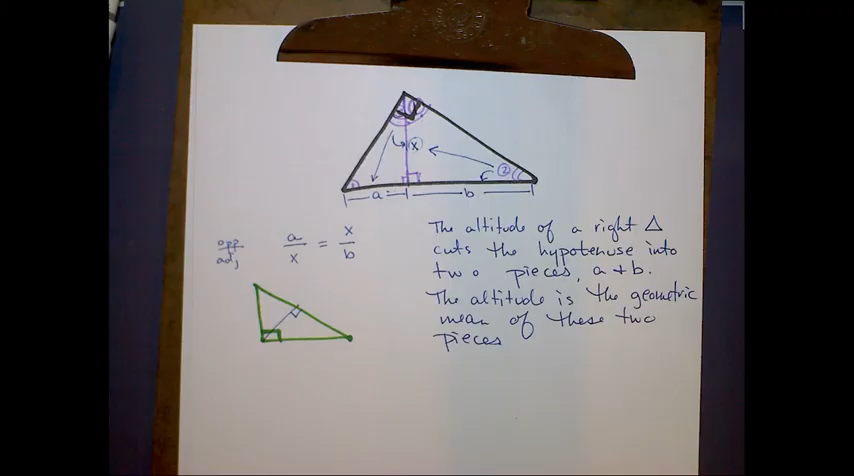 x
2
a
b
opp
adj
a/x = x/b
The altitude of a right △
cuts the hypotenuse into
two pieces, a + b.
The altitude is the geometric
mean of these two
pieces